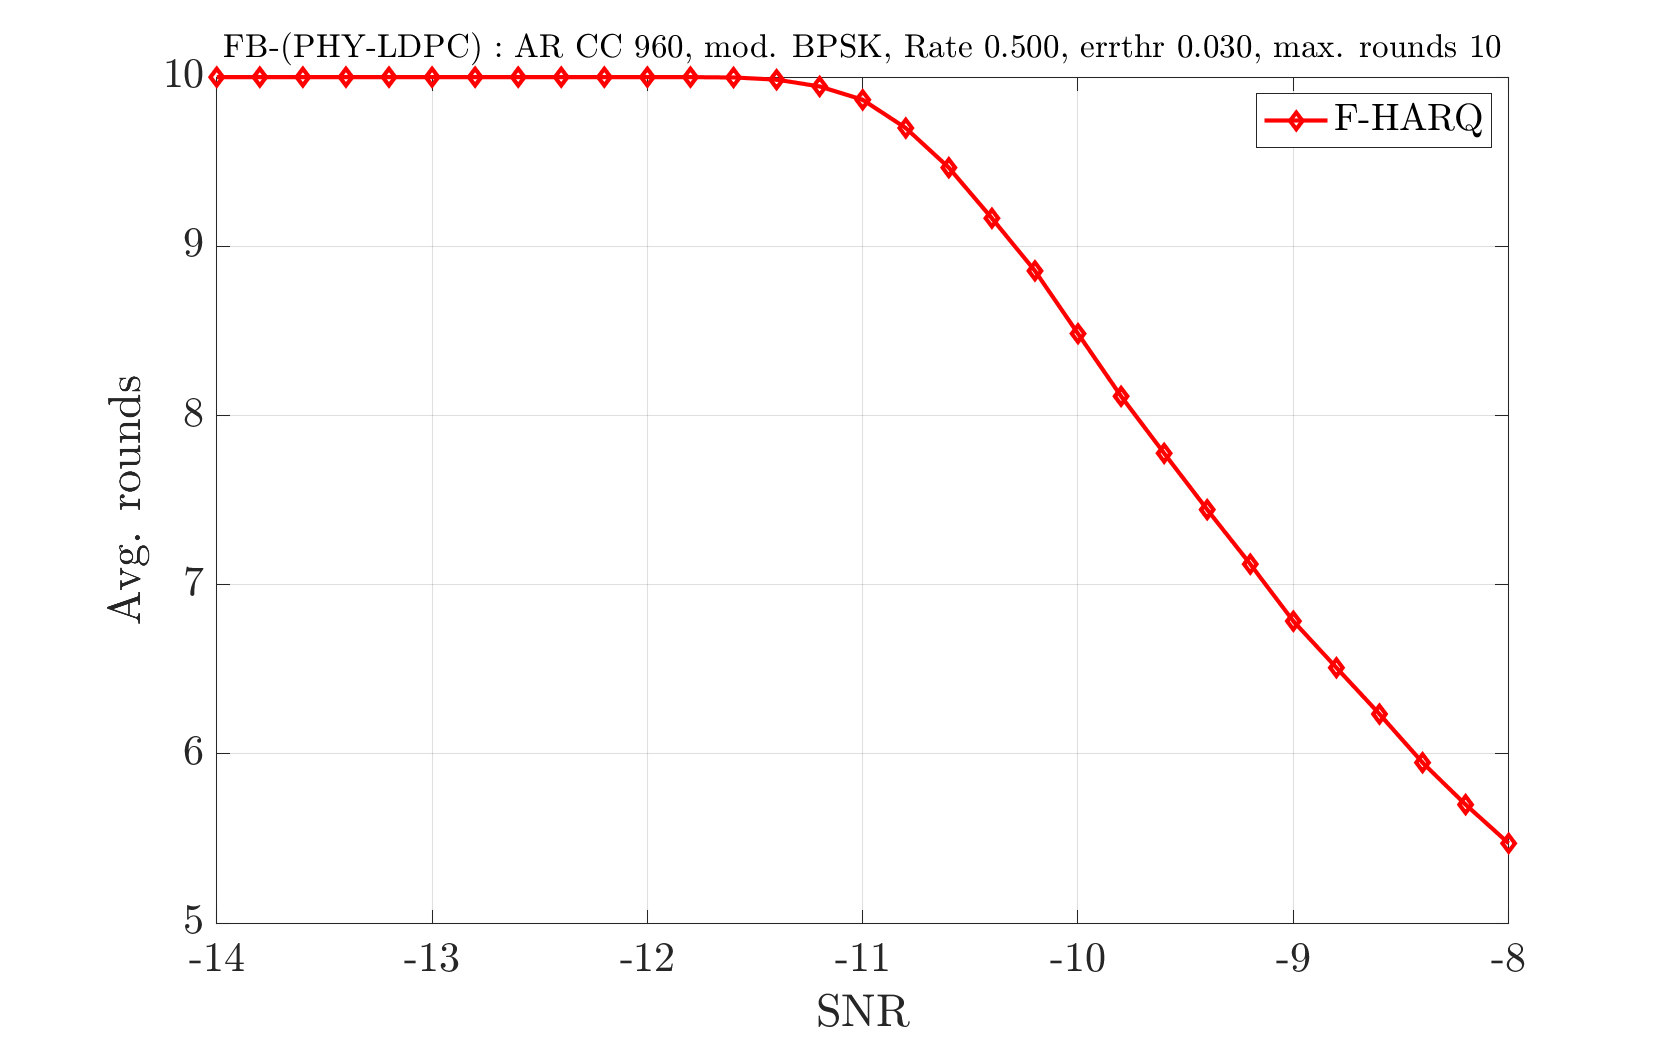 FB-(PHY-LDPC) : AR CC 960, mod. BPSK, Rate 0.500, errthr 0.030, max. rounds 10
F-HARQ
10
9
8
7
6
5
Avg. rounds
-14 -13 -12 -11 -10 -9 -8
SNR